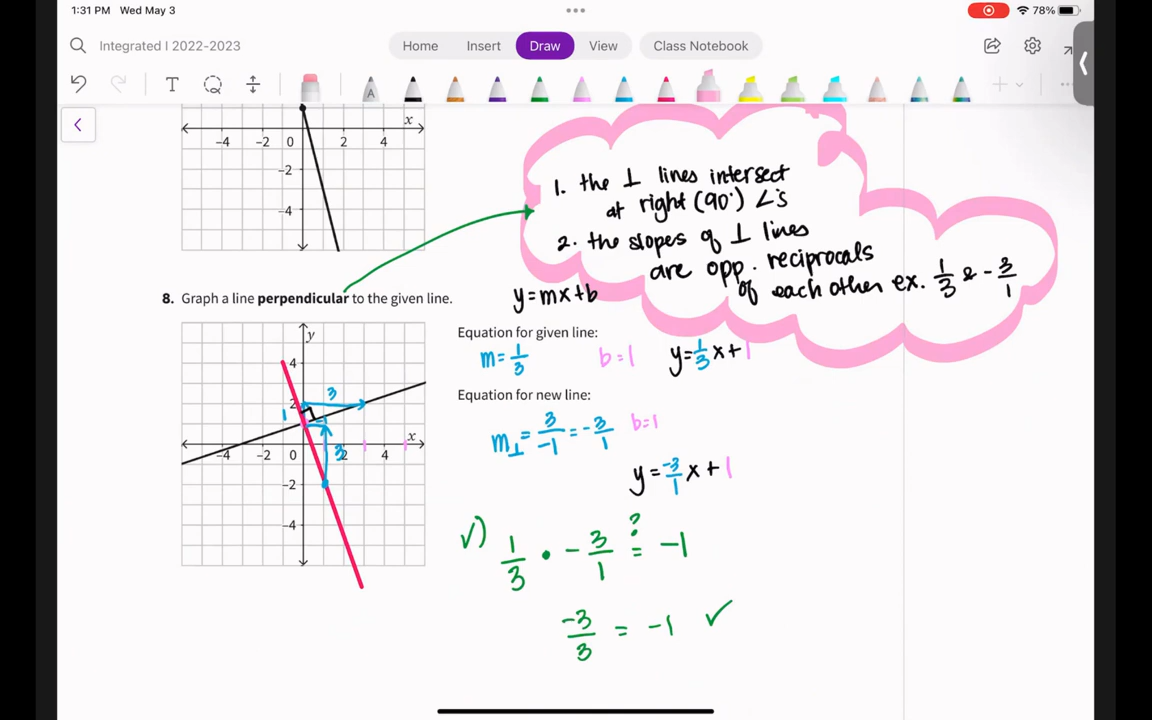 1:31 PM Wed May 3
78%
Integrated I 2022-2023
Home Insert Draw View Class Notebook
T
A
x
-4 -2 0 2 4
-2
-4
1. the ⊥ lines intersect
at right (90°) ∠'s
2. the slopes of ⊥ lines
are opp. reciprocals
of each other ex. 1/3 & -3/1
8. Graph a line perpendicular to the given line.
y=mx+b
Equation for given line:
m=1/3 b=1 y=1/3x+1
Equation for new line:
m⊥=3/-1=-3/1 b=1
y=-3/1x+1
y
4
2
3
1
-1
x
-4 -2 0 2 4
3
-2
-4
√) 1/3 • -3/1 ?= -1
-3/3 = -1 ✓